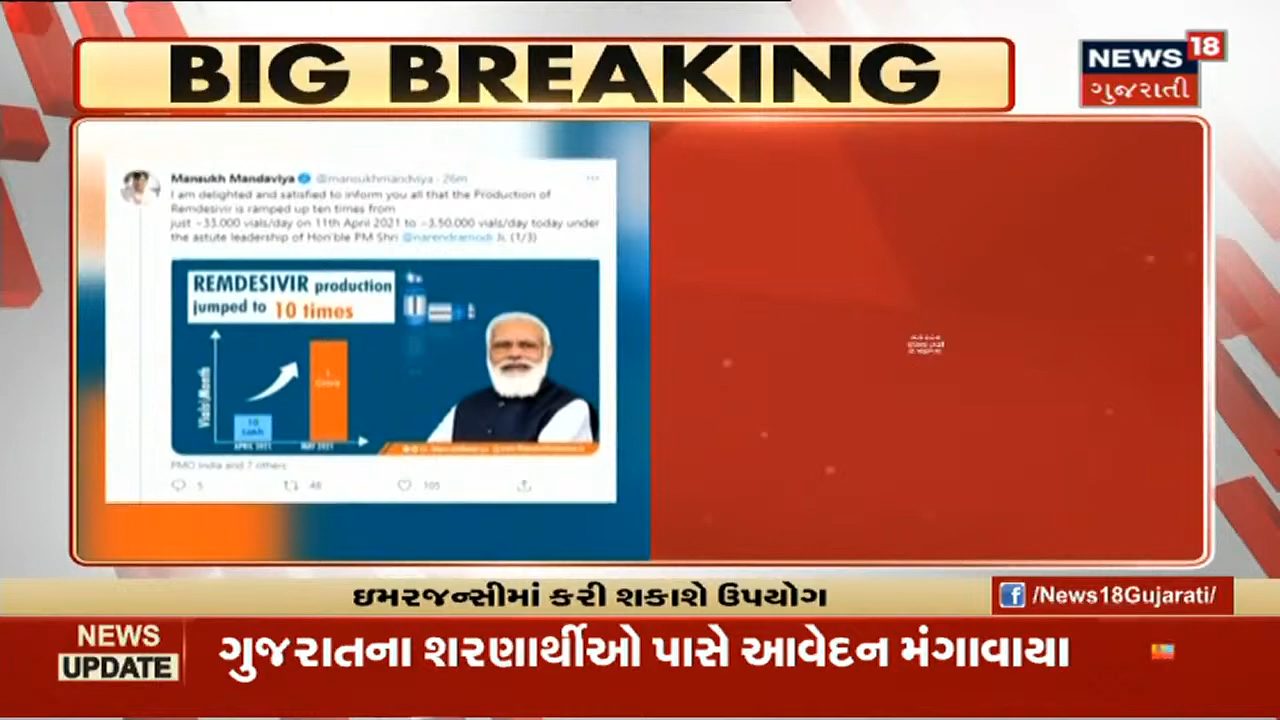 BIG BREAKING
NEWS 18
ગુજરાતી
Mansukh Mandaviya @mansukhmandviya · 26m
I am delighted and satisfied to inform you all that the Production of
Remdesivir is ramped up ten times from
just ~33,000 vials/day on 11th April 2021 to ~3,50,000 vials/day today under
the astute leadership of Hon'ble PM Shri @narendramodi Ji. (1/3)
REMDESIVIR production
jumped to 10 times
Vials/Month
10
Lakh
1
Crore
APRIL 2021
MAY 2021
PMO India and 7 others
5
48
105
ઇમરજન્સીમાં કરી શકાશે ઉપયોગ
/News18Gujarati/
NEWS
UPDATE
ગુજરાતના શરણાર્થીઓ પાસે આવેદન મંગાવાયા